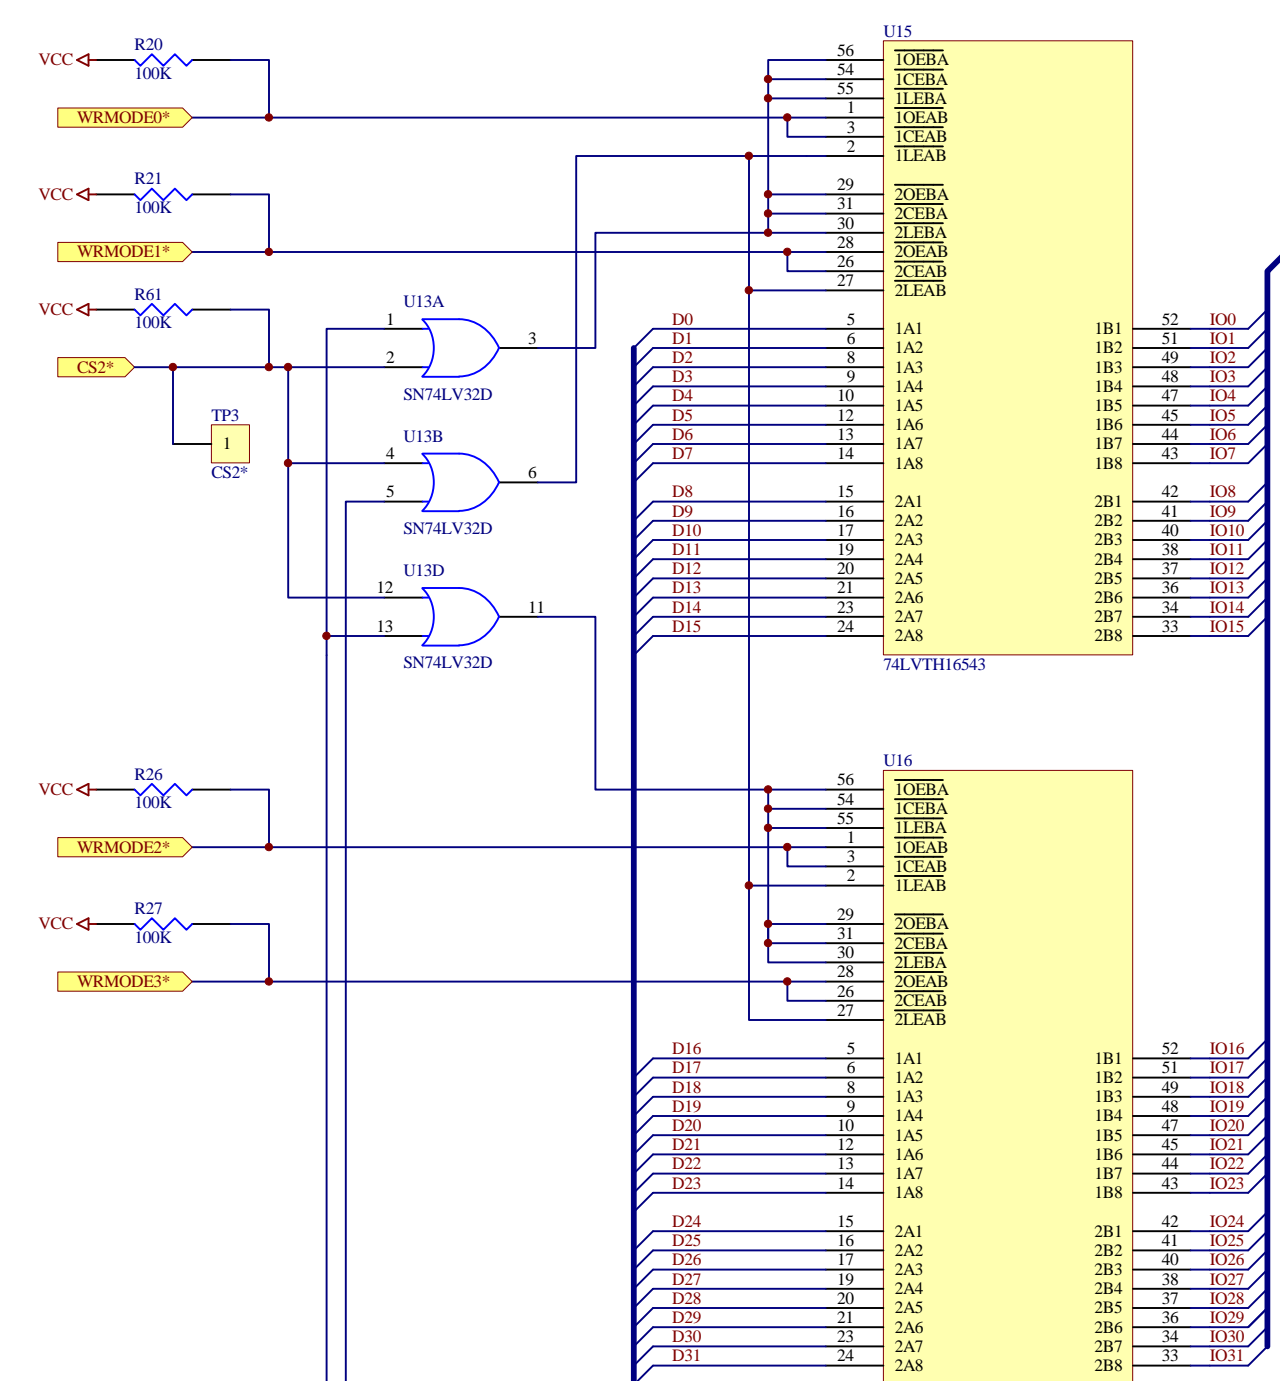 R20
VCC
100K
WRMODE0*
R21
VCC
100K
WRMODE1*
R61
VCC
100K
CS2*
TP3
1
CS2*
U13A
1
2
3
SN74LV32D
U13B
4
5
6
SN74LV32D
U13D
12
13
11
SN74LV32D
R26
VCC
100K
WRMODE2*
R27
VCC
100K
WRMODE3*
U15
56 1OEBA
54 1CEBA
55 1LEBA
1 1OEAB
3 1CEAB
2 1LEAB
29 2OEBA
31 2CEBA
30 2LEBA
28 2OEAB
26 2CEAB
27 2LEAB
D0 5 1A1 1B1 52 IO0
D1 6 1A2 1B2 51 IO1
D2 8 1A3 1B3 49 IO2
D3 9 1A4 1B4 48 IO3
D4 10 1A5 1B5 47 IO4
D5 12 1A6 1B6 45 IO5
D6 13 1A7 1B7 44 IO6
D7 14 1A8 1B8 43 IO7
D8 15 2A1 2B1 42 IO8
D9 16 2A2 2B2 41 IO9
D10 17 2A3 2B3 40 IO10
D11 19 2A4 2B4 38 IO11
D12 20 2A5 2B5 37 IO12
D13 21 2A6 2B6 36 IO13
D14 23 2A7 2B7 34 IO14
D15 24 2A8 2B8 33 IO15
74LVTH16543
U16
56 1OEBA
54 1CEBA
55 1LEBA
1 1OEAB
3 1CEAB
2 1LEAB
29 2OEBA
31 2CEBA
30 2LEBA
28 2OEAB
26 2CEAB
27 2LEAB
D16 5 1A1 1B1 52 IO16
D17 6 1A2 1B2 51 IO17
D18 8 1A3 1B3 49 IO18
D19 9 1A4 1B4 48 IO19
D20 10 1A5 1B5 47 IO20
D21 12 1A6 1B6 45 IO21
D22 13 1A7 1B7 44 IO22
D23 14 1A8 1B8 43 IO23
D24 15 2A1 2B1 42 IO24
D25 16 2A2 2B2 41 IO25
D26 17 2A3 2B3 40 IO26
D27 19 2A4 2B4 38 IO27
D28 20 2A5 2B5 37 IO28
D29 21 2A6 2B6 36 IO29
D30 23 2A7 2B7 34 IO30
D31 24 2A8 2B8 33 IO31